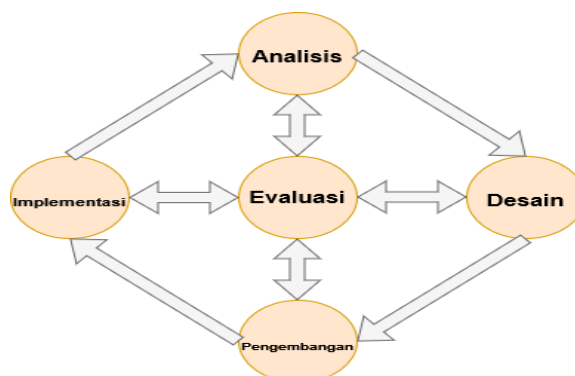 Analisis
Implementasi
Evaluasi
Desain
Pengembangan